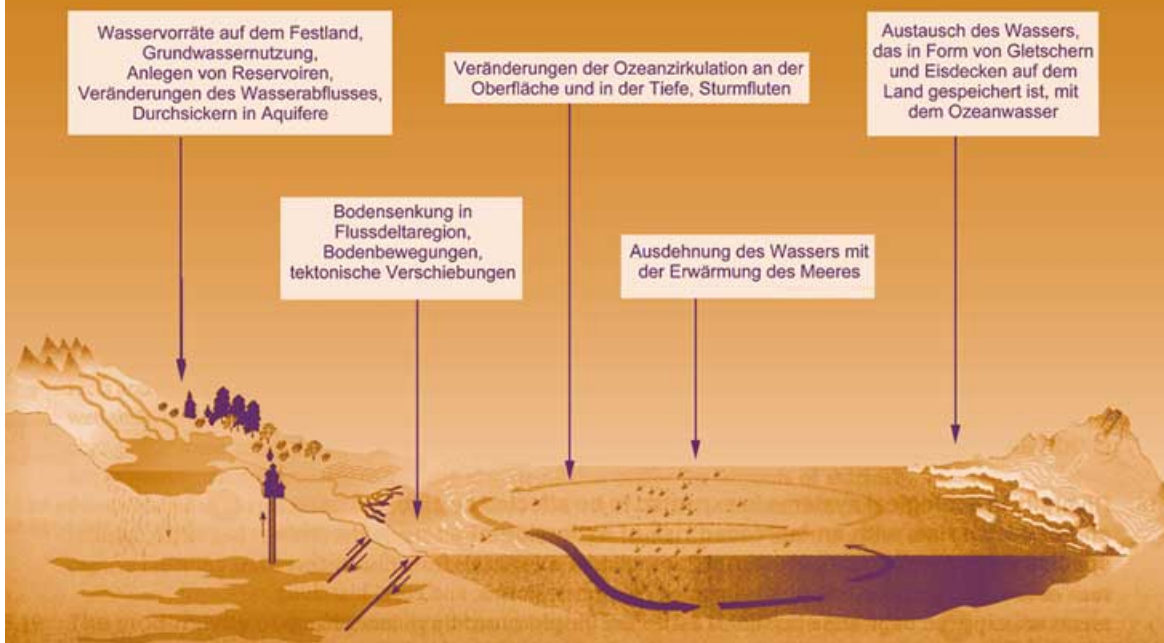 Wasservorräte auf dem Festland,
Grundwassernutzung,
Anlegen von Reservoiren,
Veränderungen des Wasserabflusses,
Durchsickern in Aquifere
Veränderungen der Ozeanzirkulation an der
Oberfläche und in der Tiefe, Sturmfluten
Austausch des Wassers,
das in Form von Gletschern
und Eisdecken auf dem
Land gespeichert ist, mit
dem Ozeanwasser
Bodensenkung in
Flussdeltaregion,
Bodenbewegungen,
tektonische Verschiebungen
Ausdehnung des Wassers mit
der Erwärmung des Meeres